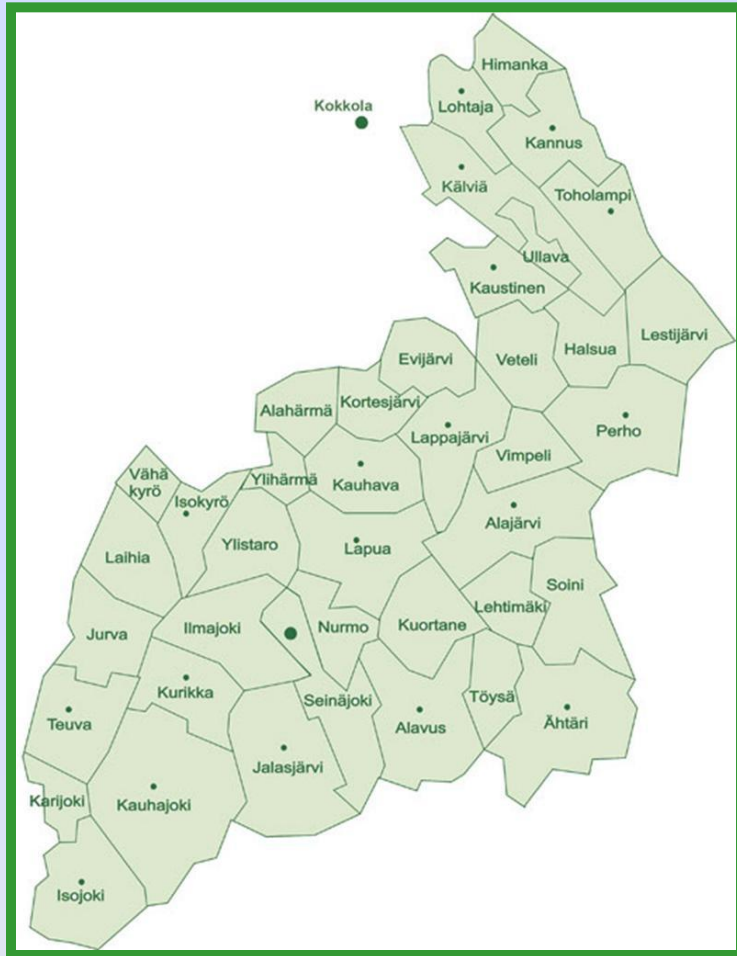 Himanka
Kokkola
Lohtaja
Kannus
Kälviä
Toholampi
Ullava
Kaustinen
Lestijärvi
Halsua
Veteli
Evijärvi
Kortesjärvi
Alahärmä
Perho
Lappajärvi
Vimpeli
Vähä
kyrö
Isokyrö
Ylihärmä
Kauhava
Alajärvi
Laihia
Ylistaro
Lapua
Soini
Lehtimäki
Jurva
Ilmajoki
Nurmo
Kuortane
Kurikka
Seinäjoki
Töysä
Teuva
Alavus
Ähtäri
Jalasjärvi
Karijoki
Kauhajoki
Isojoki